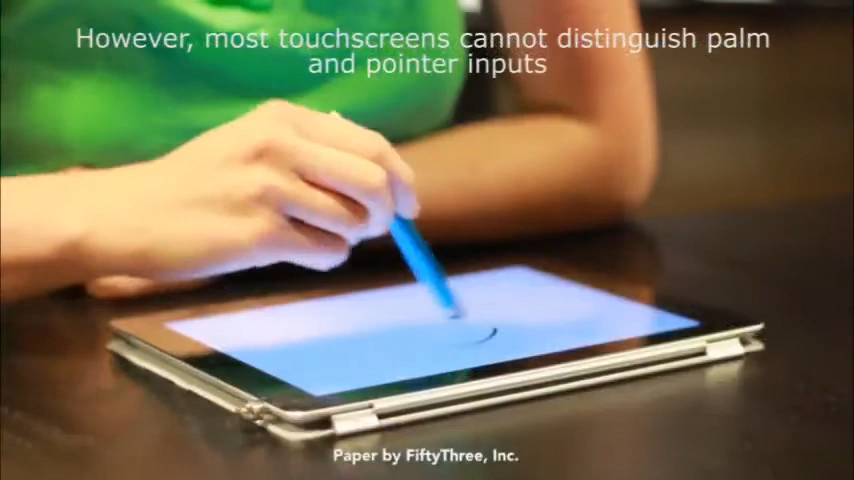 However, most touchscreens cannot distinguish palm
and pointer inputs
Paper by FiftyThree, Inc.